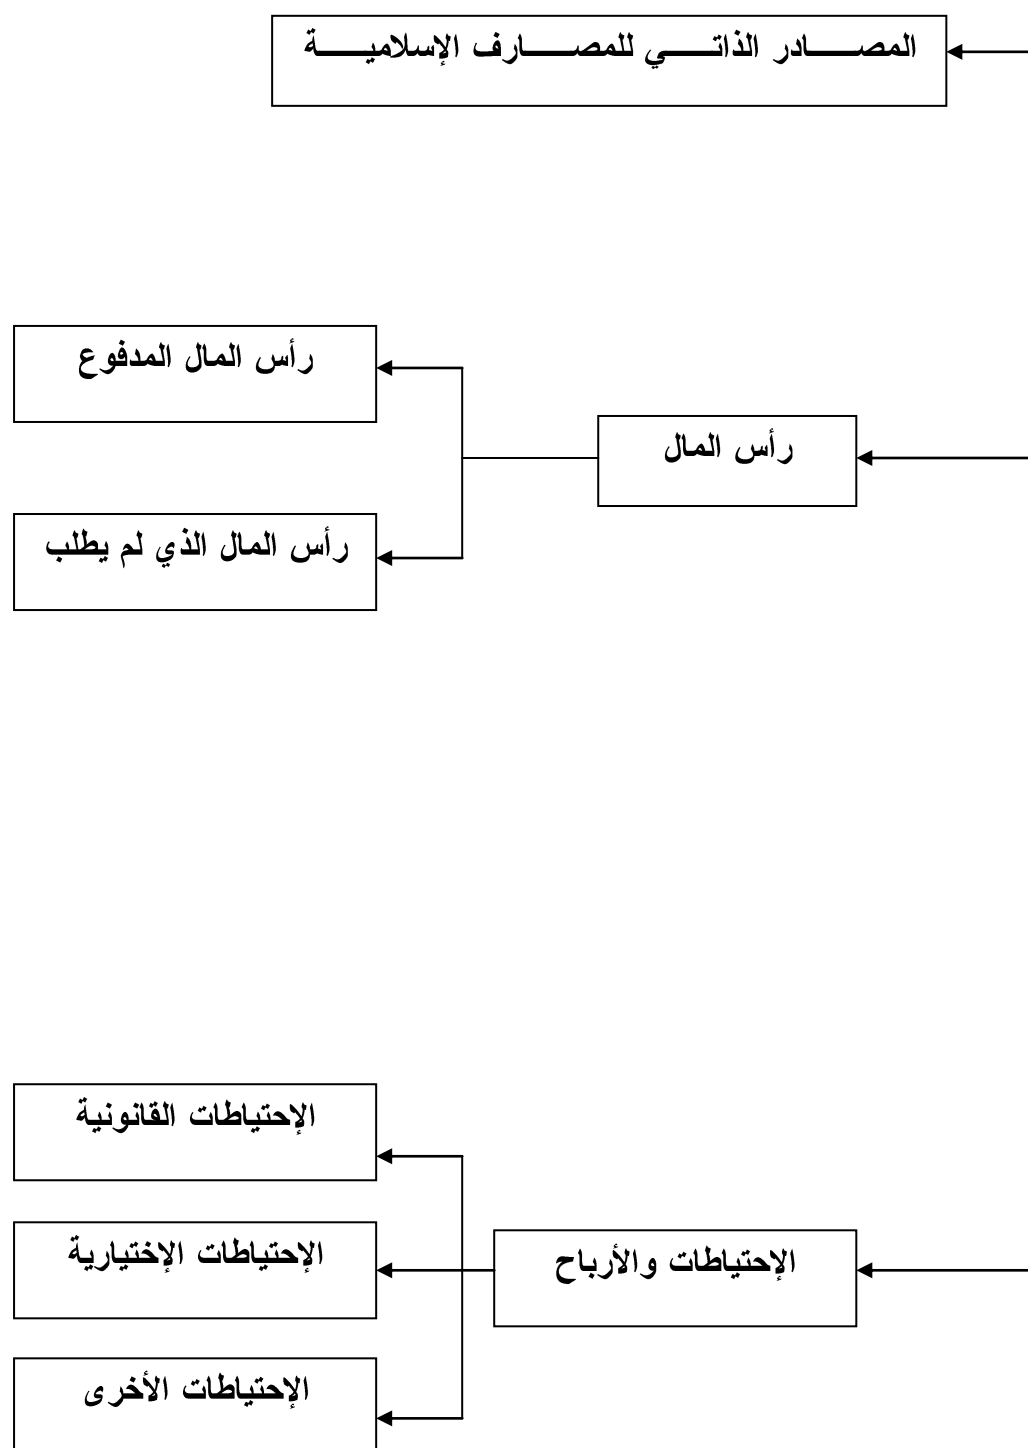 المصـــــادر الذاتـــــي للمصـــــارف الإسلاميـــــة
رأس المال
رأس المال المدفوع
رأس المال الذي لم يطلب
الإحتياطات والأرباح
الإحتياطات القانونية
الإحتياطات الإختيارية
الإحتياطات الأخرى